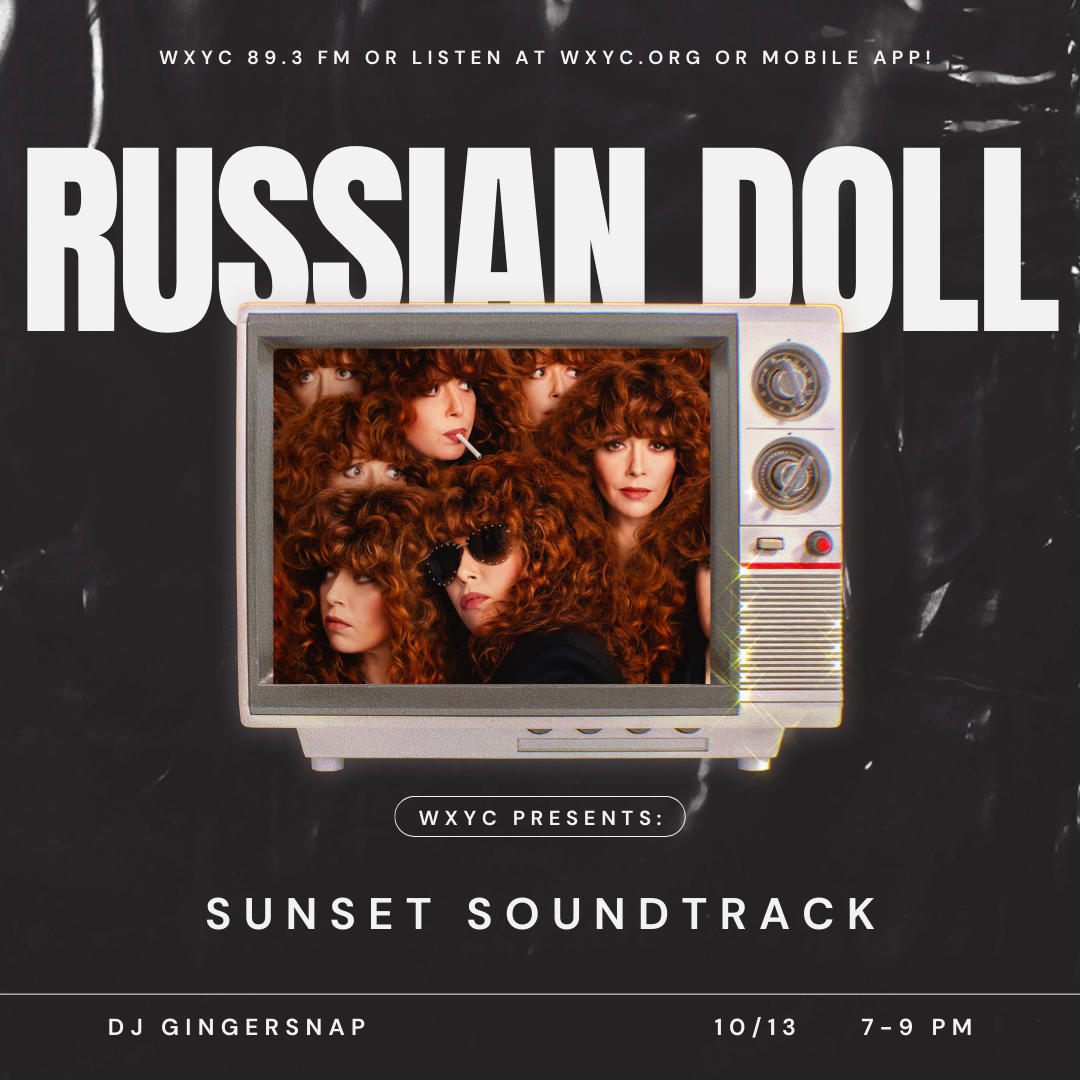 WXYC 89.3 FM OR LISTEN AT WXYC.ORG OR MOBILE APP!
RUSSIAN DOLL
WXYC PRESENTS:
SUNSET SOUNDTRACK
DJ GINGERSNAP 10/13 7-9 PM